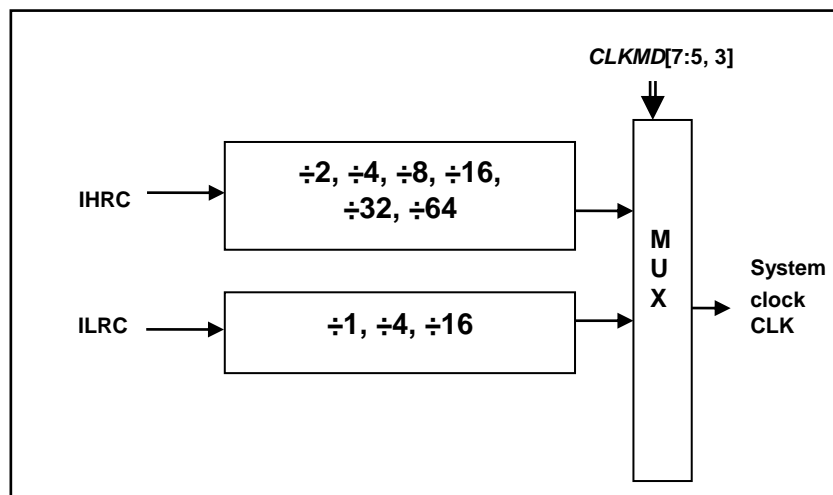 CLKMD[7:5, 3]
IHRC
÷2, ÷4, ÷8, ÷16,
÷32, ÷64
ILRC
÷1, ÷4, ÷16
M
U
X
System
clock
CLK